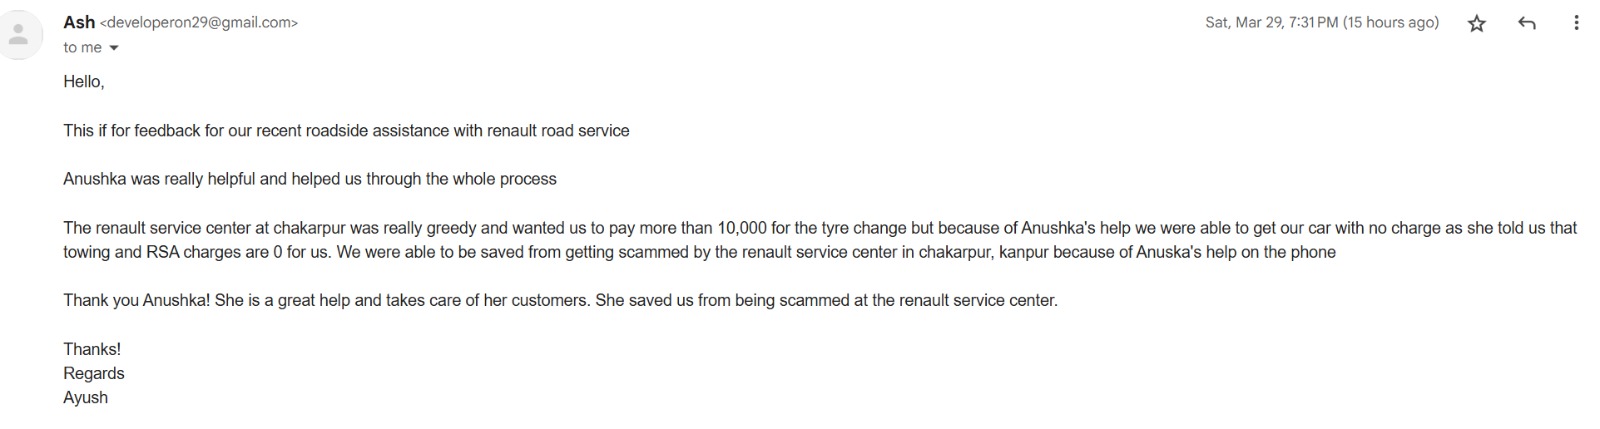 Ash <developeron29@gmail.com> Sat, Mar 29, 7:31 PM (15 hours ago)
to me
Hello,
This if for feedback for our recent roadside assistance with renault road service
Anushka was really helpful and helped us through the whole process
The renault service center at chakarpur was really greedy and wanted us to pay more than 10,000 for the tyre change but because of Anushka's help we were able to get our car with no charge as she told us that
towing and RSA charges are 0 for us. We were able to be saved from getting scammed by the renault service center in chakarpur, kanpur because of Anuska's help on the phone
Thank you Anushka! She is a great help and takes care of her customers. She saved us from being scammed at the renault service center.
Thanks!
Regards
Ayush